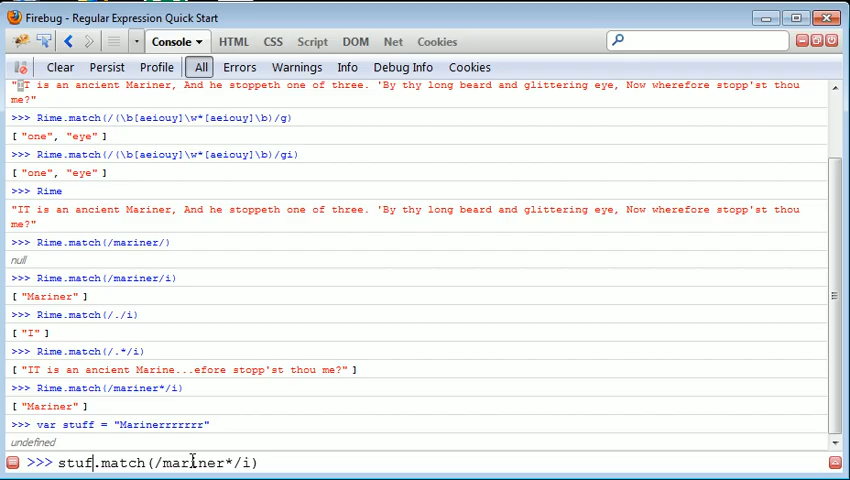 Firebug - Regular Expression Quick Start
Console HTML CSS Script DOM Net Cookies
Clear Persist Profile All Errors Warnings Info Debug Info Cookies
"IT is an ancient Mariner, And he stoppeth one of three. 'By thy long beard and glittering eye, Now wherefore stopp'st thou
me?"
>>> Rime.match(/(\b[aeiouy]\w*[aeiouy]\b)/g)
["one", "eye"]
>>> Rime.match(/(\b[aeiouy]\w*[aeiouy]\b)/gi)
["one", "eye"]
>>> Rime
"IT is an ancient Mariner, And he stoppeth one of three. 'By thy long beard and glittering eye, Now wherefore stopp'st thou
me?"
>>> Rime.match(/mariner/)
null
>>> Rime.match(/mariner/i)
["Mariner"]
>>> Rime.match(/./i)
["I"]
>>> Rime.match(/.*/i)
["IT is an ancient Marine...efore stopp'st thou me?"]
>>> Rime.match(/mariner*/i)
["Mariner"]
>>> var stuff = "Marinerrrrrrr"
undefined
>>> stuf.match(/mariner*/i)